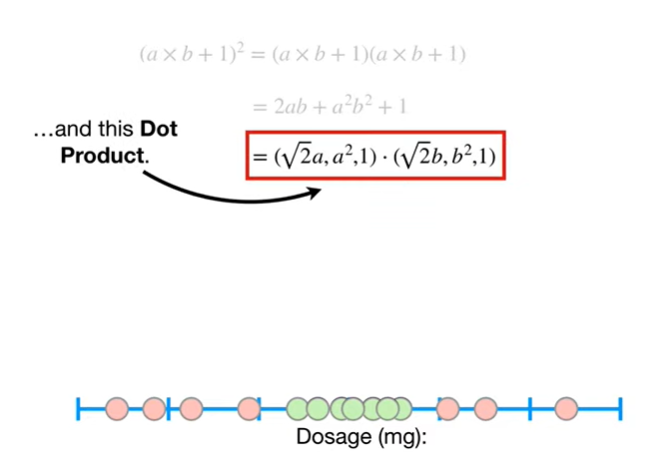 (a × b + 1)² = (a × b + 1)(a × b + 1)
= 2ab + a²b² + 1
…and this Dot
Product.
= (√2a, a²,1) · (√2b, b²,1)
Dosage (mg):